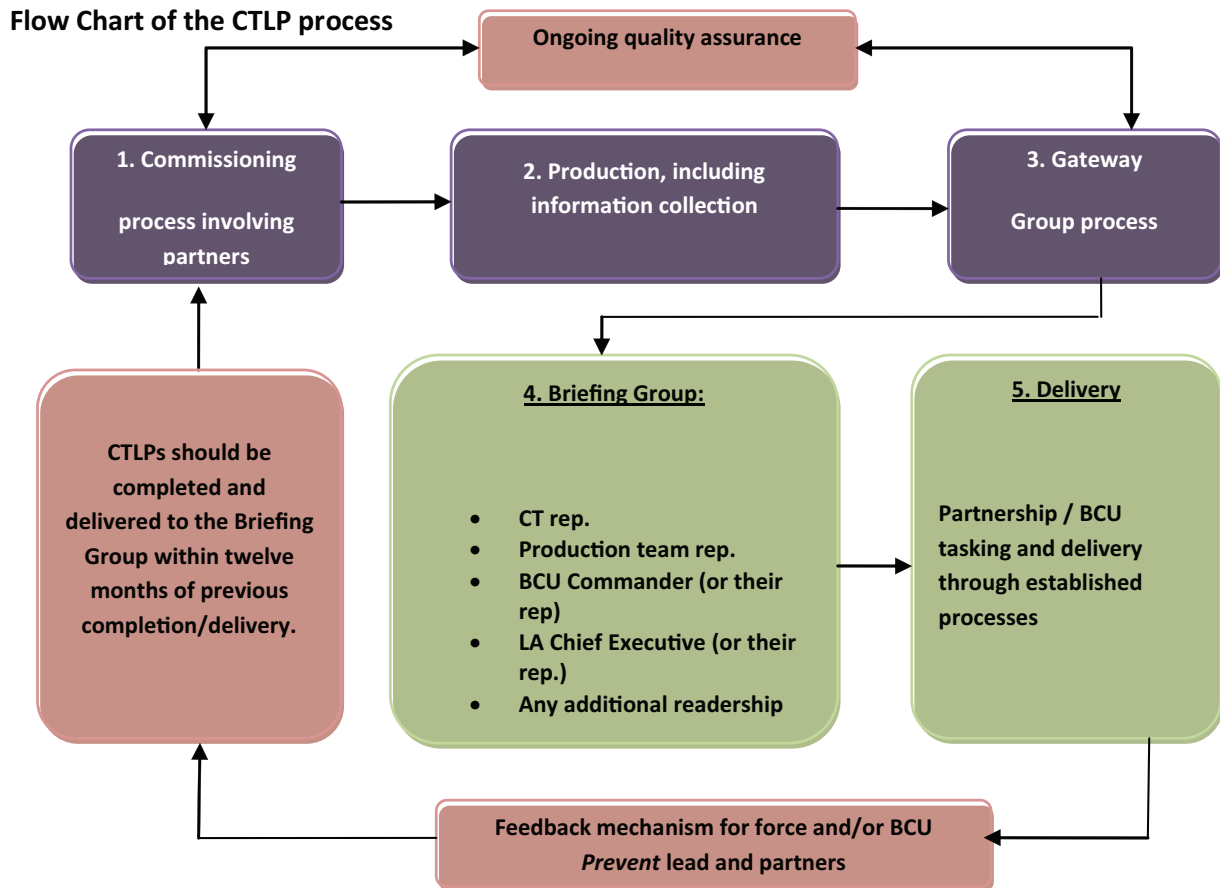 Flow Chart of the CTLP process
Ongoing quality assurance
1. Commissioning
process involving
partners
2. Production, including
information collection
3. Gateway
Group process
CTLPs should be
completed and
delivered to the Briefing
Group within twelve
months of previous
completion/delivery.
4. Briefing Group:
• CT rep.
• Production team rep.
• BCU Commander (or their
rep)
• LA Chief Executive (or their
rep.)
• Any additional readership
5. Delivery
Partnership / BCU
tasking and delivery
through established
processes
Feedback mechanism for force and/or BCU
Prevent lead and partners